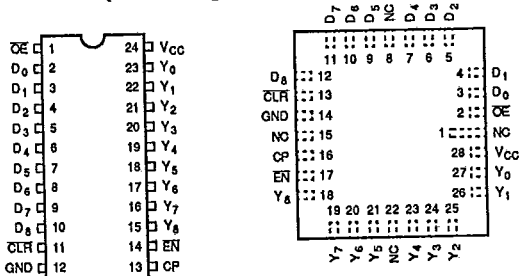 OE 1 24 VCC
D0 2 23 Y0
D1 3 22 Y1
D2 4 21 Y2
D3 5 20 Y3
D4 6 19 Y4
D5 7 18 Y5
D6 8 17 Y6
D7 9 16 Y7
D8 10 15 Y8
CLR 11 14 EN
GND 12 13 CP
D7 D6 D5 NC D4 D3 D2
11 10 9 8 7 6 5
D8 12 4 D1
CLR 13 3 D0
GND 14 2 OE
NC 15 1 NC
CP 16 28 VCC
EN 17 27 Y0
Y8 18 26 Y1
19 20 21 22 23 24 25
Y7 Y6 Y5 NC Y4 Y3 Y2